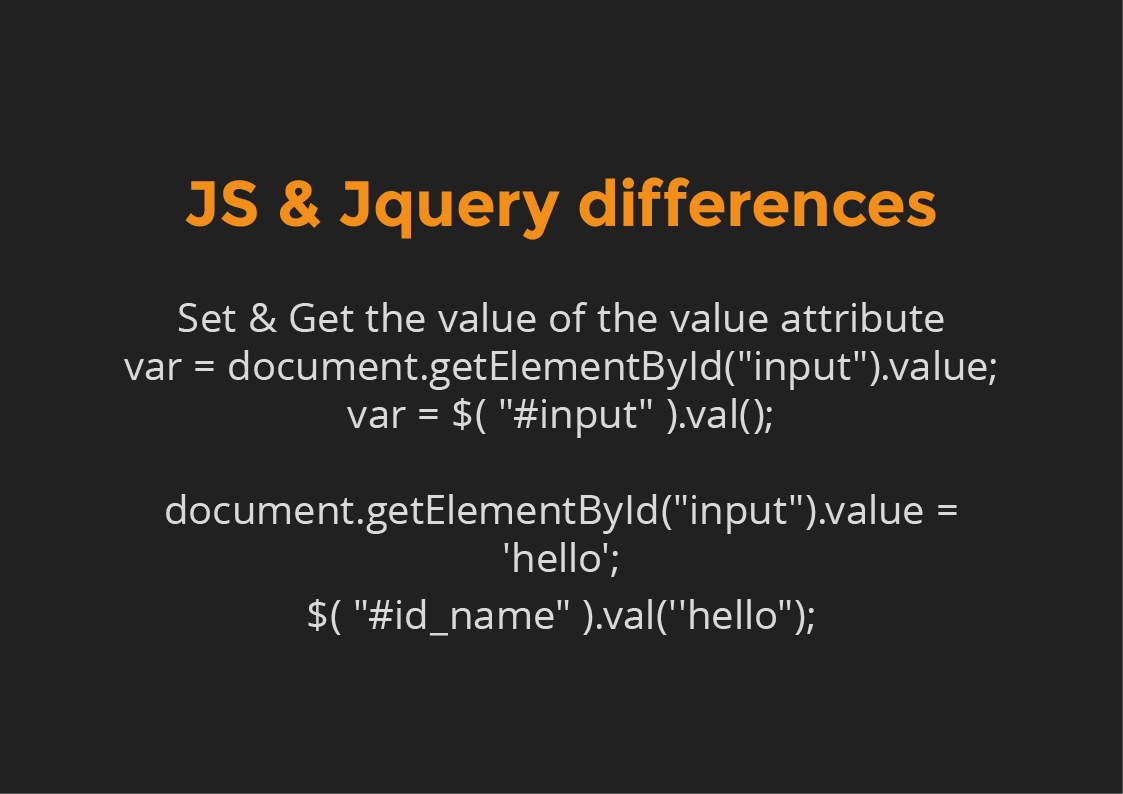 JS & Jquery differences
Set & Get the value of the value attribute
var = document.getElementById("input").value;
var = $( "#input" ).val();
document.getElementById("input").value =
'hello';
$( "#id_name" ).val(''hello");